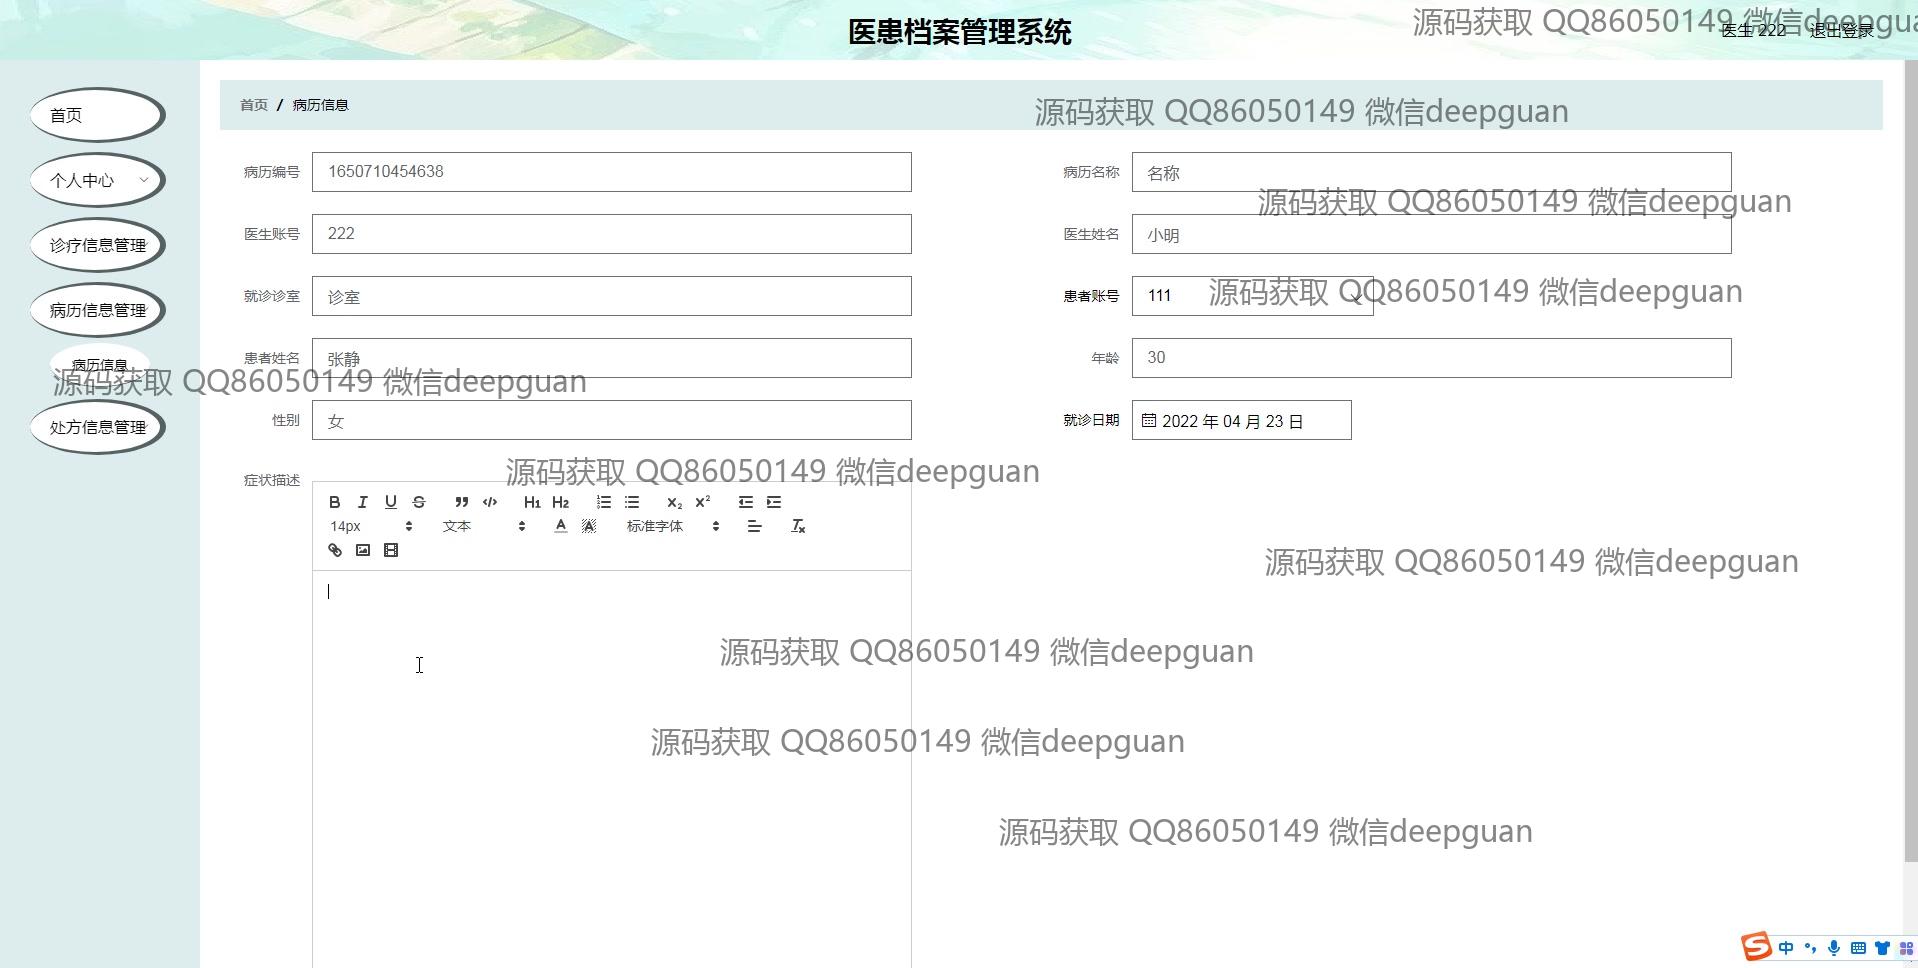 医患档案管理系统
源码获取 QQ86050149 微信deepgua
医生 222 退出登录
首页
个人中心
诊疗信息管理
病历信息管理
病历信息
处方信息管理
首页 / 病历信息
源码获取 QQ86050149 微信deepguan
病历编号 1650710454638
病历名称 名称
源码获取 QQ86050149 微信deepguan
医生账号 222
医生姓名 小明
就诊诊室 诊室
患者账号 111
源码获取 QQ86050149 微信deepguan
患者姓名 张静
年龄 30
源码获取 QQ86050149 微信deepguan
性别 女
就诊日期 2022 年 04 月 23 日
源码获取 QQ86050149 微信deepguan
症状描述
B I U S H1 H2 X2 X2
14px 文本 A A 标准字体 Tx
源码获取 QQ86050149 微信deepguan
源码获取 QQ86050149 微信deepguan
源码获取 QQ86050149 微信deepguan
源码获取 QQ86050149 微信deepguan
S 中